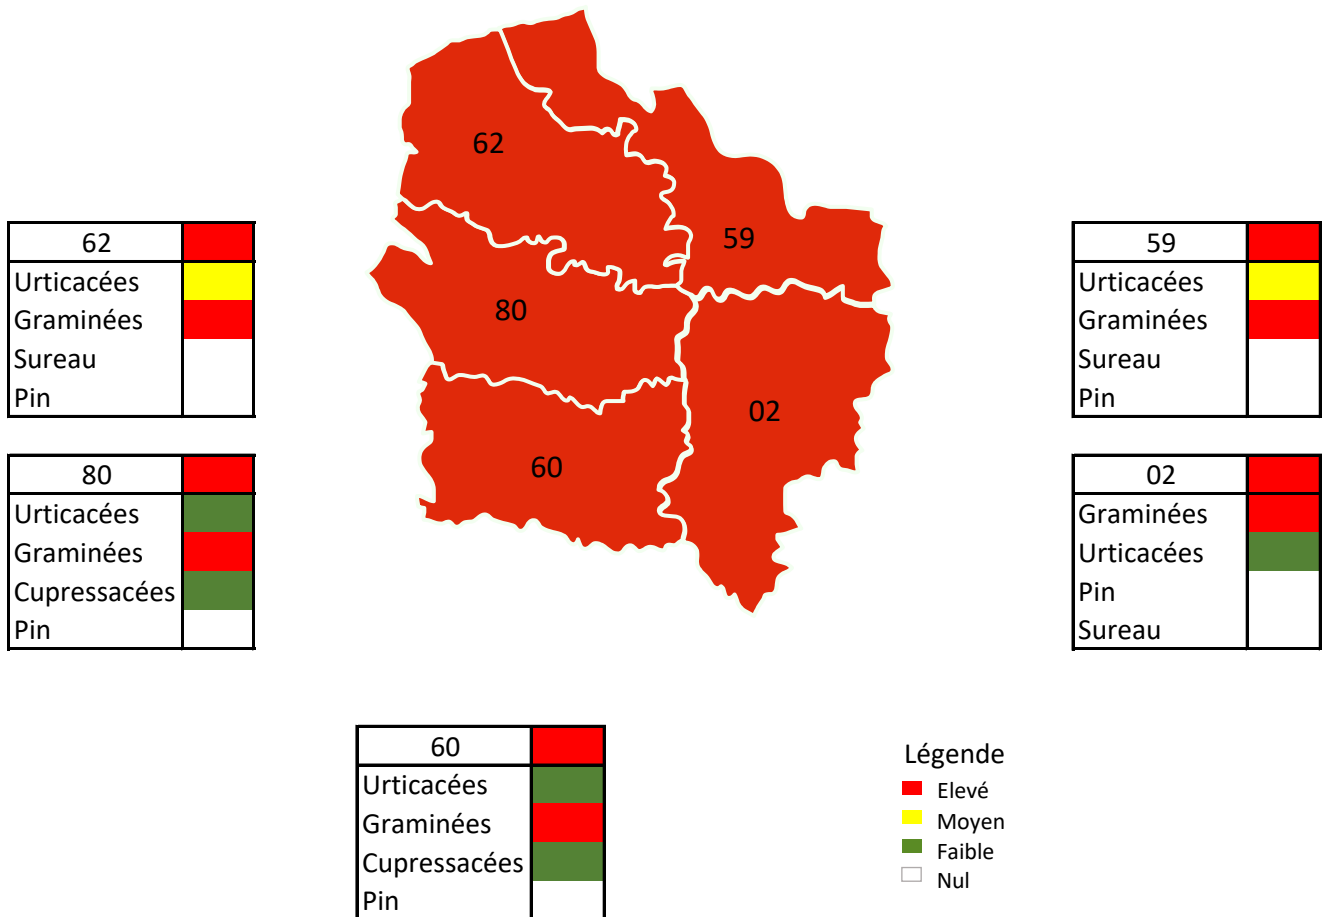 62
59
80
02
60
62
Urticacées
Graminées
Sureau
Pin
59
Urticacées
Graminées
Sureau
Pin
80
Urticacées
Graminées
Cupressacées
Pin
02
Graminées
Urticacées
Pin
Sureau
60
Urticacées
Graminées
Cupressacées
Pin
Légende
Elevé
Moyen
Faible
Nul